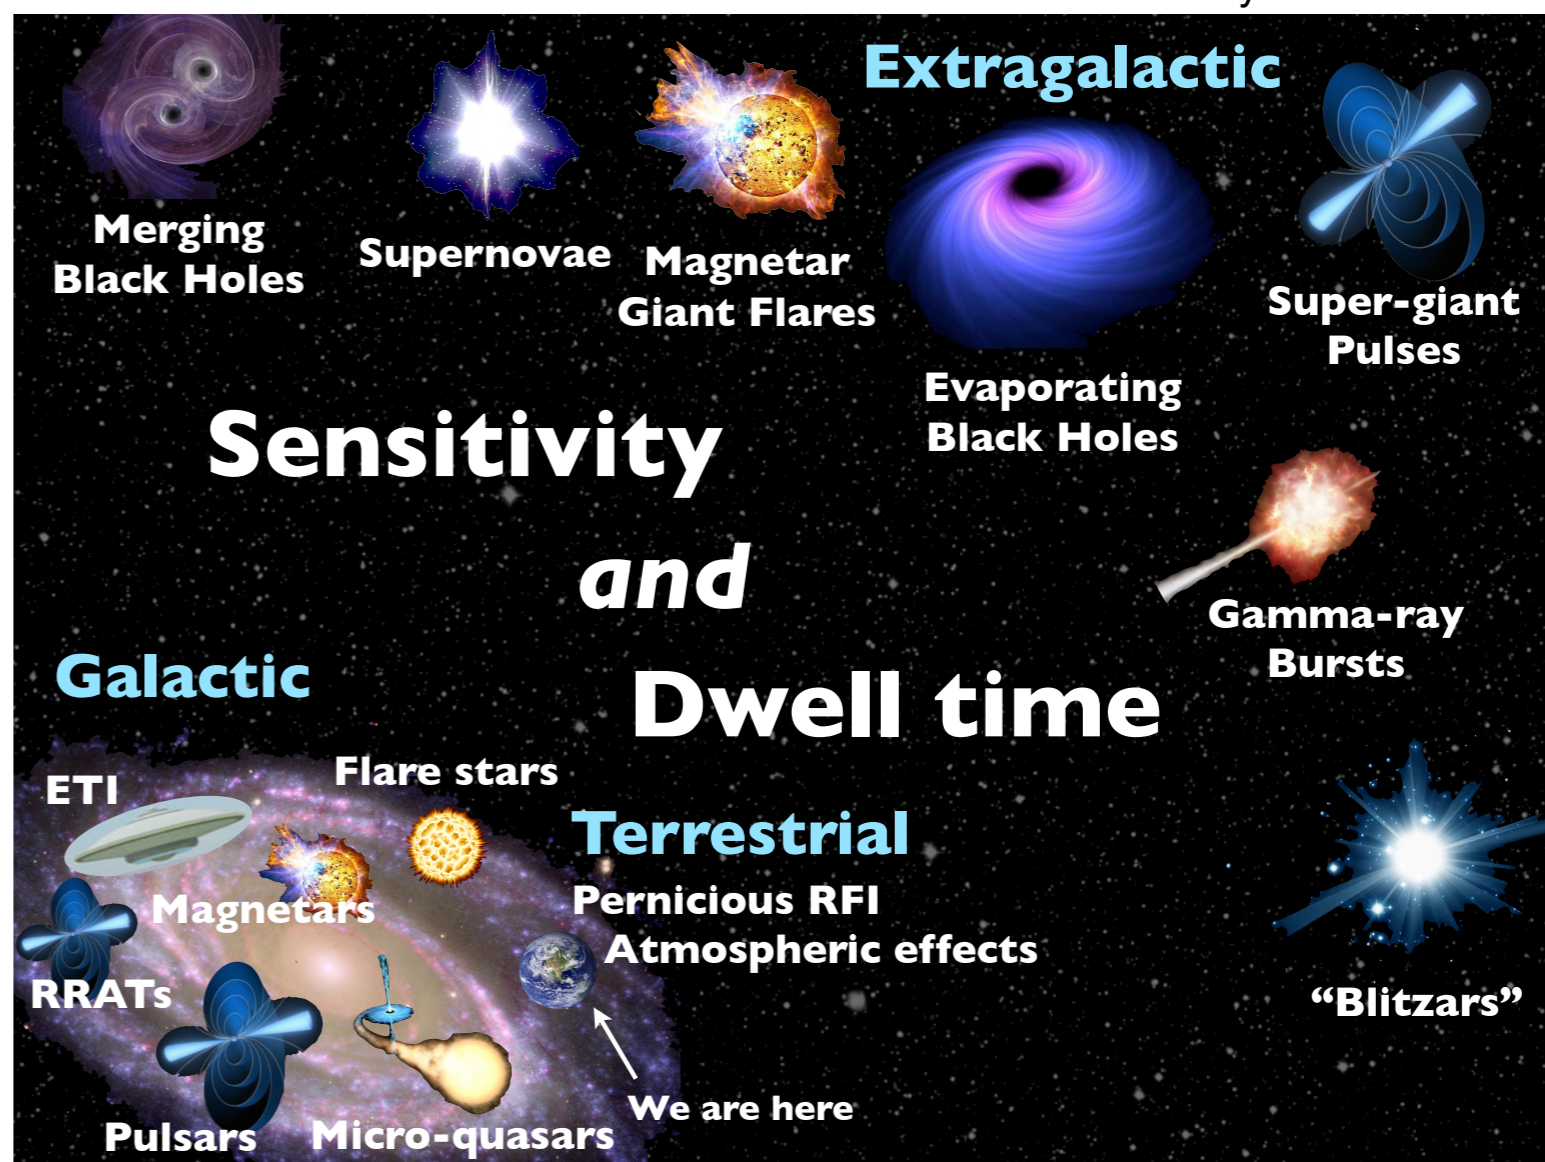 Extragalactic
Merging
Black Holes
Supernovae
Magnetar
Giant Flares
Evaporating
Black Holes
Super-giant
Pulses
Sensitivity
and
Dwell time
Gamma-ray
Bursts
Galactic
ETI
Flare stars
Magnetars
RRATs
Pulsars
Micro-quasars
Terrestrial
Pernicious RFI
Atmospheric effects
We are here
“Blitzars”